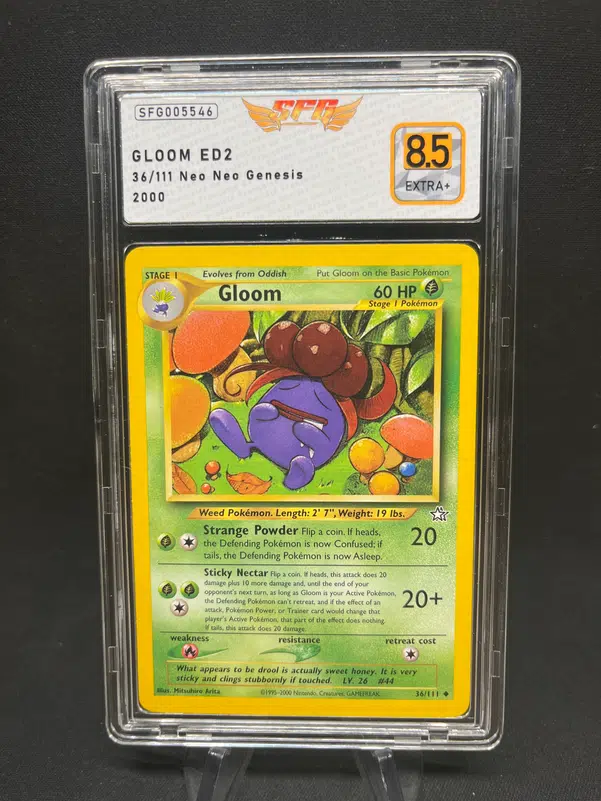 SFG005546
SFG
GLOOM ED2
36/111 Neo Neo Genesis
2000
8.5
EXTRA+
STAGE 1 Evolves from Oddish Put Gloom on the Basic Pokémon
Gloom 60 HP
Stage 1 Pokémon
Weed Pokémon. Length: 2' 7", Weight: 19 lbs.
Strange Powder Flip a coin. If heads,
the Defending Pokémon is now Confused; if
tails, the Defending Pokémon is now Asleep.
20
Sticky Nectar Flip a coin. If heads, this attack does 20
damage plus 10 more damage and, until the end of your
opponent's next turn, as long as Gloom is your Active Pokémon,
the Defending Pokémon can't retreat, and if the effect of an
attack, Pokémon Power, or Trainer card would change that
player's Active Pokémon, that part of the effect does nothing.
If tails, this attack does 20 damage.
20+
weakness resistance retreat cost
What appears to be drool is actually sweet honey. It is very
sticky and clings stubbornly if touched. LV. 26 #44
Illus. Mitsuhiro Arita ©1995-2000 Nintendo, Creatures, GAMEFREAK. 36/111